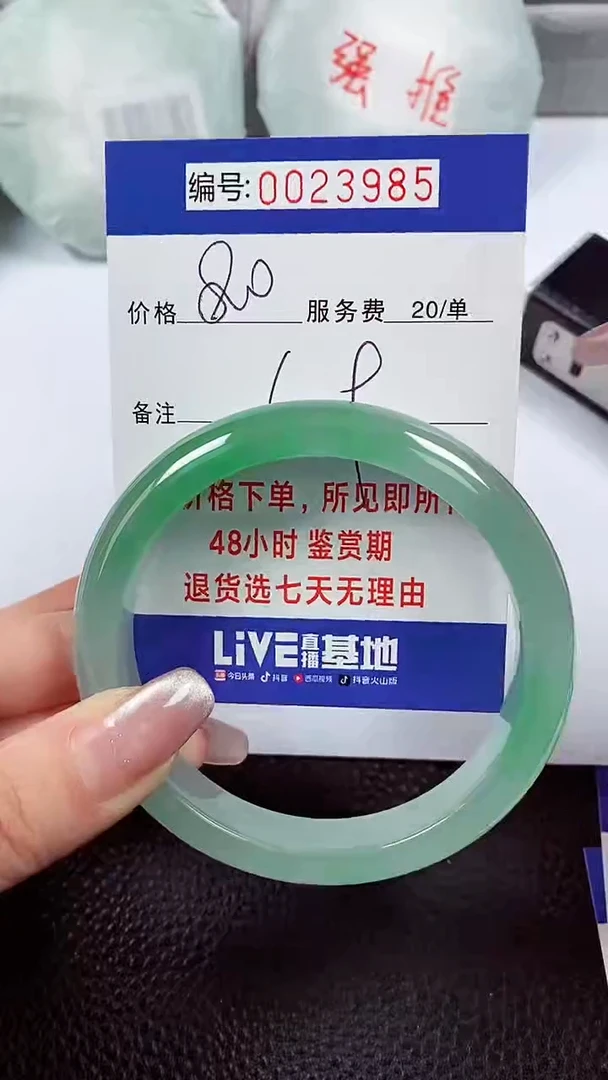 强推
编号:0023985
价格 80 服务费 20/单
备注
价格下单,所见即所
48小时 鉴赏期
退货选七天无理由
LiVE直播基地
今日头条 抖音 西瓜视频 抖音火山版